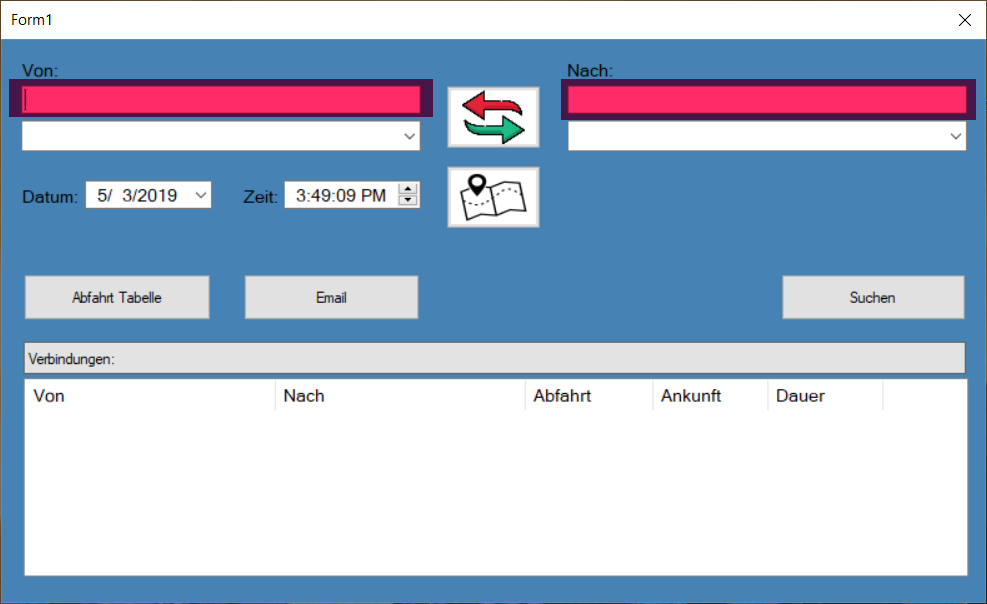 Form1
Von:
Nach:
Datum: 5/ 3/2019 Zeit: 3:49:09 PM
Abfahrt Tabelle Email Suchen
Verbindungen:
Von Nach Abfahrt Ankunft Dauer